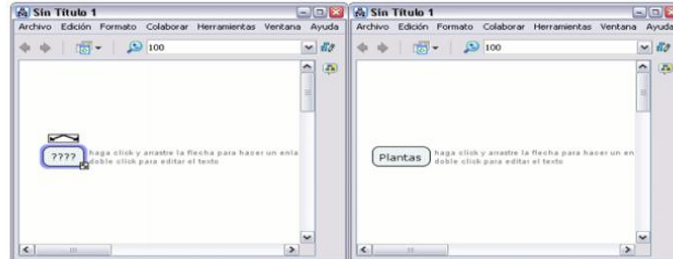 Sin Título 1
Archivo Edición Formato Colaborar Herramientas Ventana Ayuda
100
????
haga click y arrastre la flecha para hacer un enla
doble click para editar el texto
Sin Título 1
Archivo Edición Formato Colaborar Herramientas Ventana Ayuda
100
Plantas
haga click y arrastre la flecha para hacer un en
doble click para editar el texto